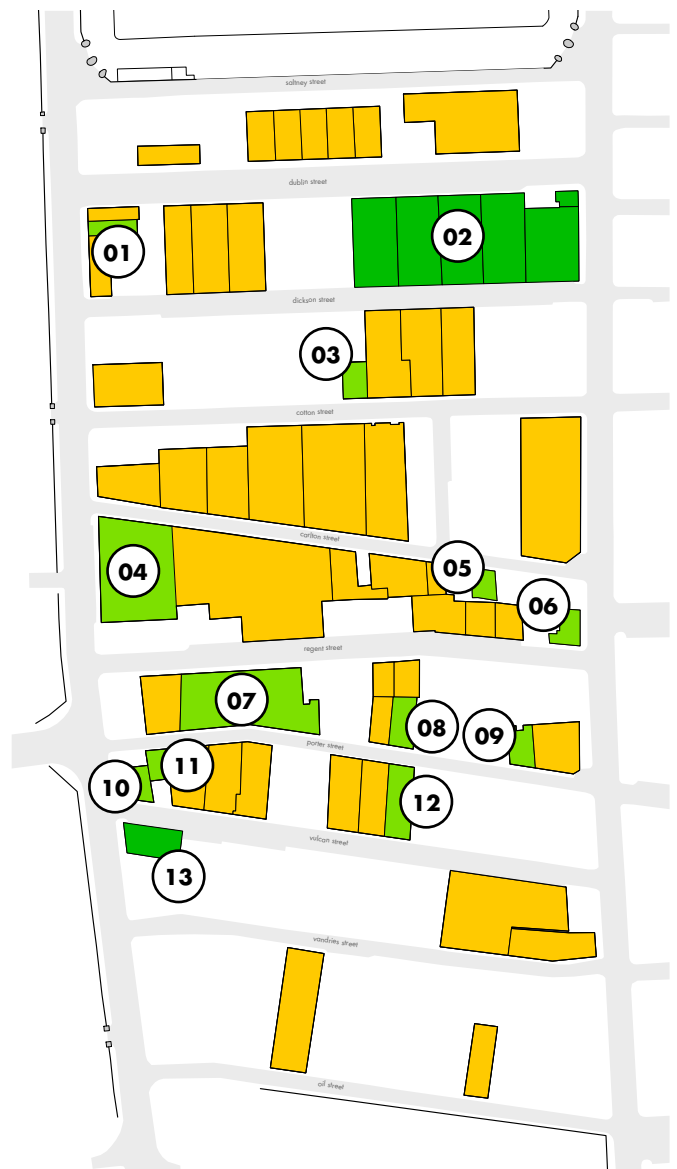 saltney street
dublin street
01
02
dickson street
03
cotton street
carlton street
04
05
06
regent street
07
08
09
porter street
11
10
12
vulcan street
13
vandries street
oil street